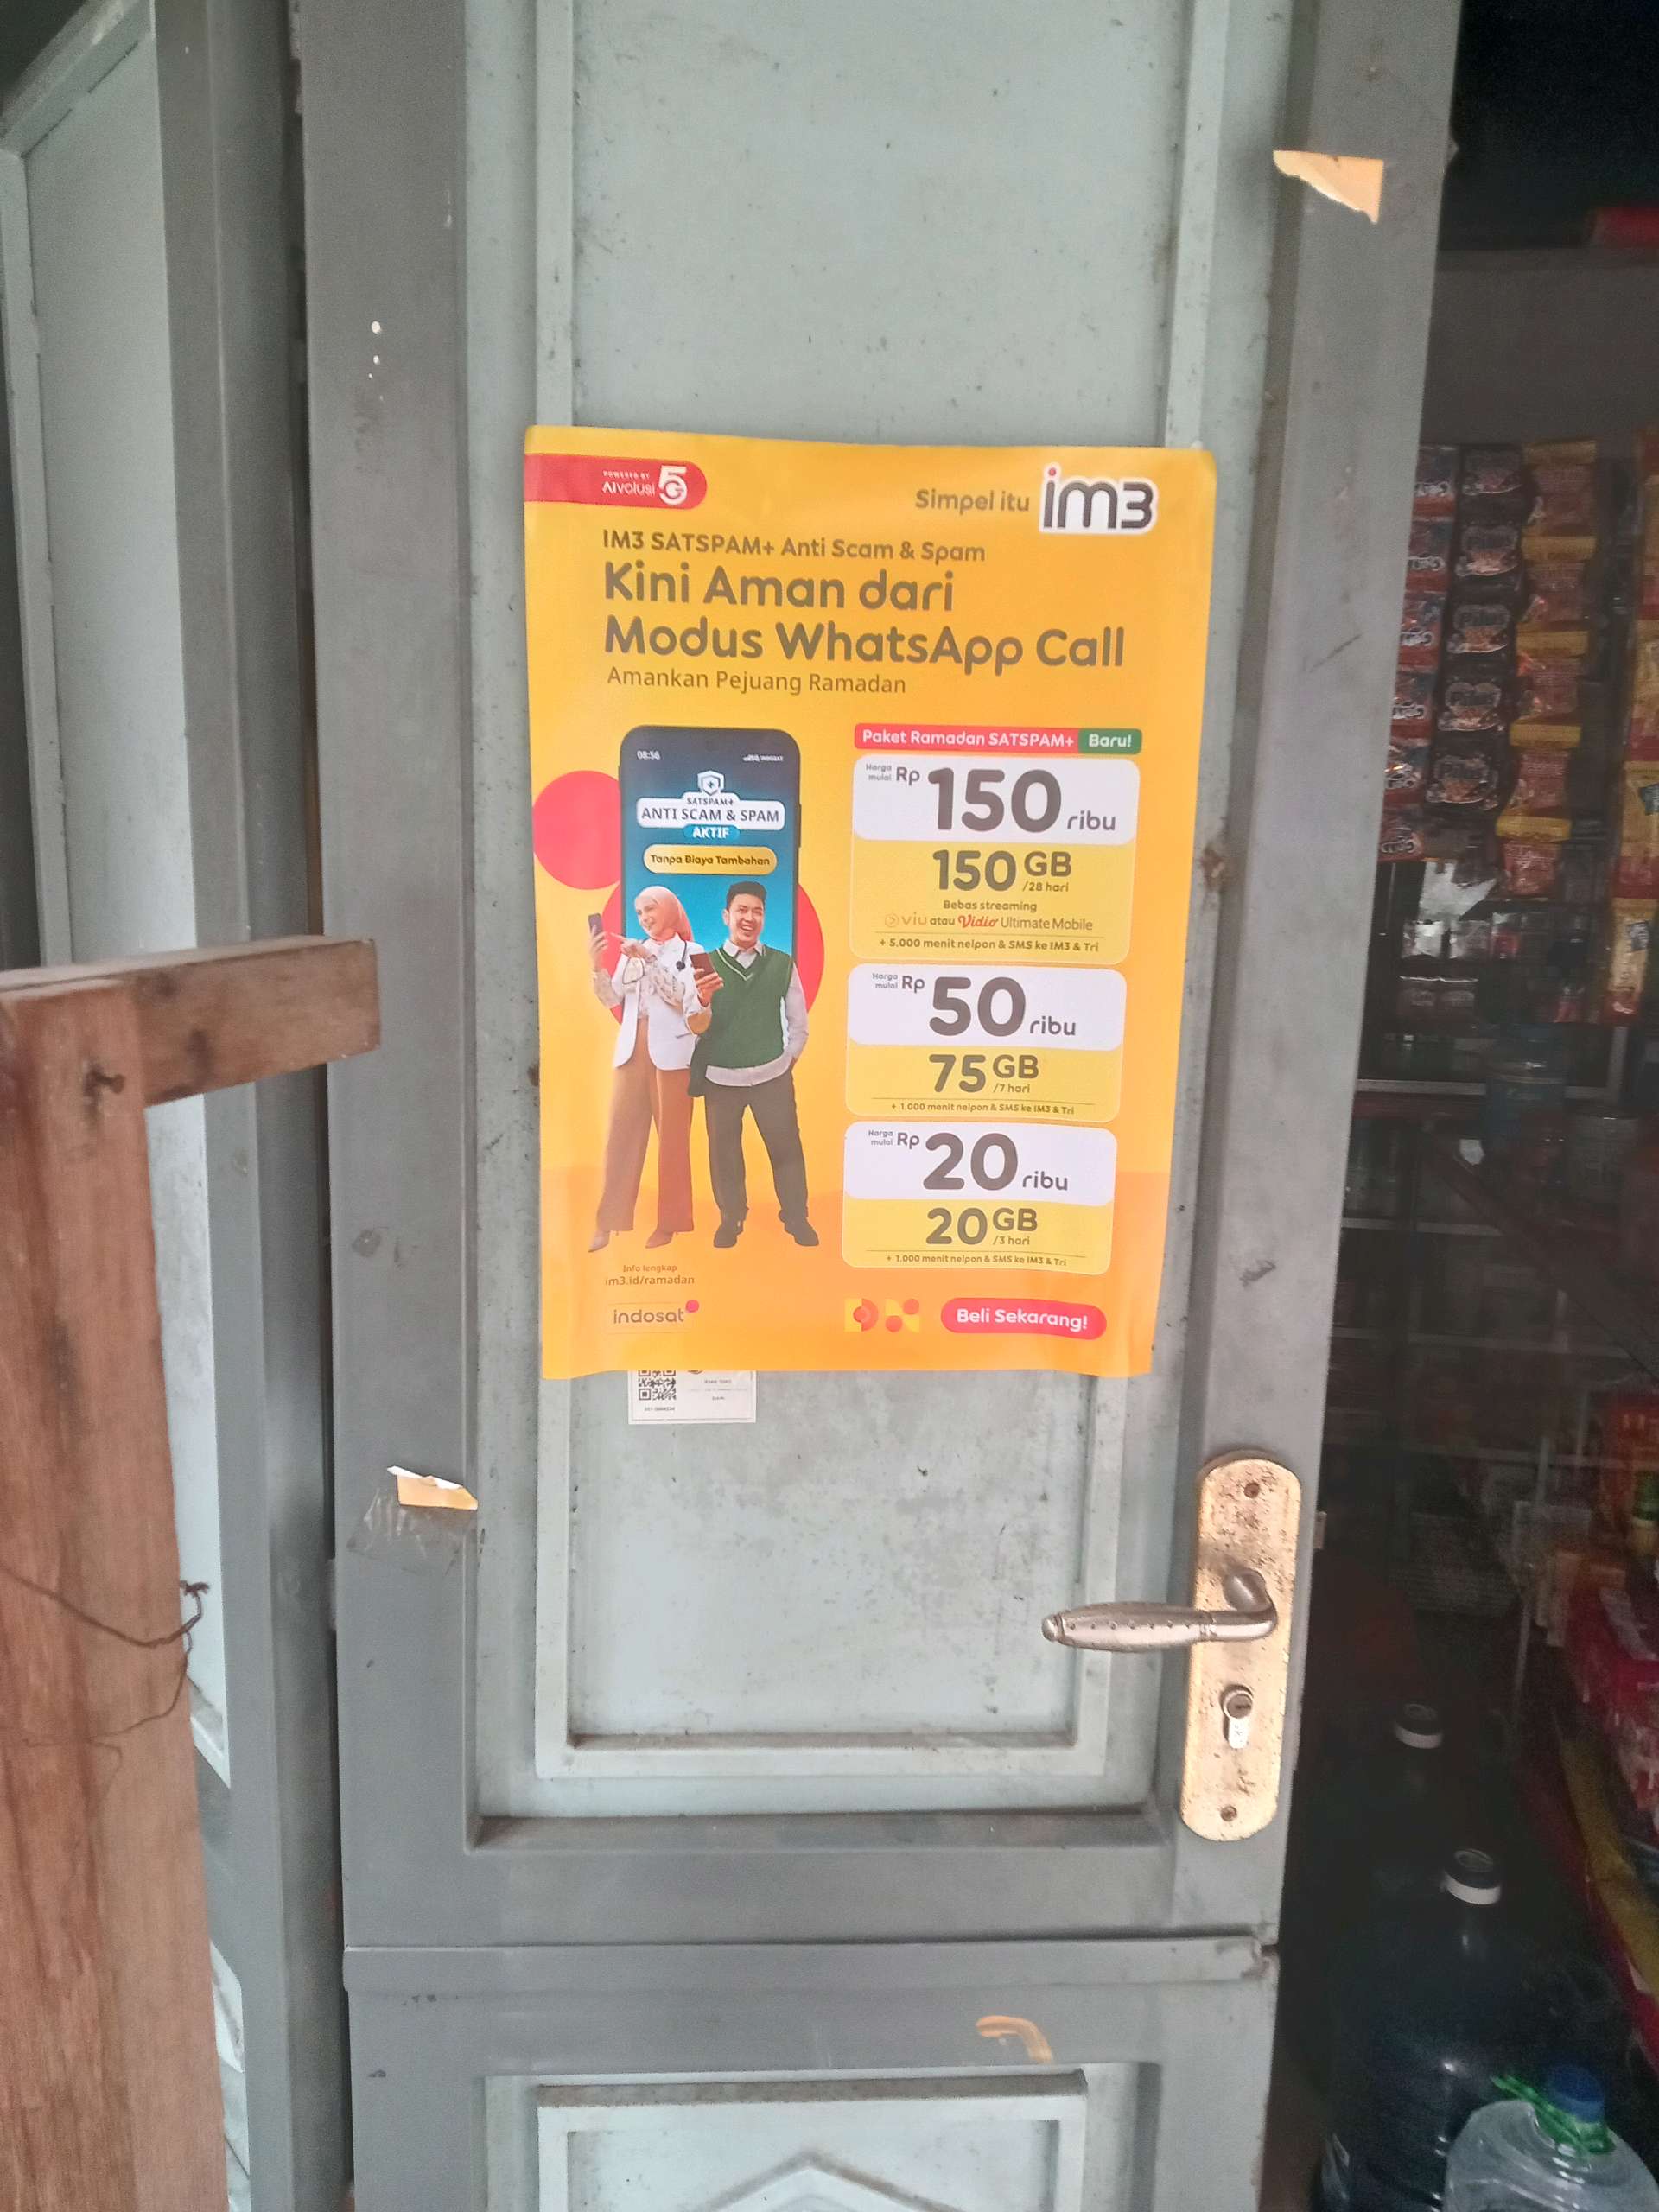 POWERED BY
AIvolusi 5G
Simpel itu im3
IM3 SATSPAM+ Anti Scam & Spam
Kini Aman dari
Modus WhatsApp Call
Amankan Pejuang Ramadan
08:56
INDOSAT
SATSPAM+
ANTI SCAM & SPAM
AKTIF
Tanpa Biaya Tambahan
Paket Ramadan SATSPAM+ Baru!
Harga mulai Rp 150 ribu
150 GB /28 hari
Bebas streaming
viu atau Vidio Ultimate Mobile
+ 5.000 menit nelpon & SMS ke IM3 & Tri
Harga mulai Rp 50 ribu
75 GB /7 hari
+ 1.000 menit nelpon & SMS ke IM3 & Tri
Harga mulai Rp 20 ribu
20 GB /3 hari
+ 1.000 menit nelpon & SMS ke IM3 & Tri
Info lengkap
im3.id/ramadan
indosat
Beli Sekarang!